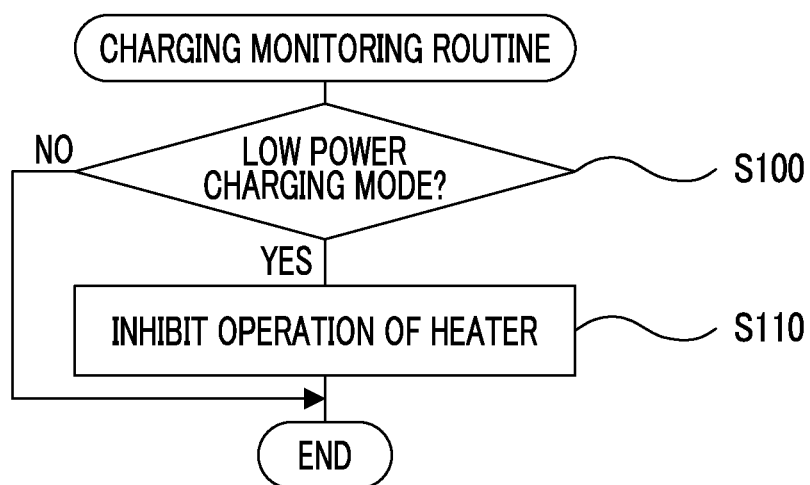 CHARGING MONITORING ROUTINE
NO
LOW POWER
CHARGING MODE?
S100
YES
INHIBIT OPERATION OF HEATER
S110
END